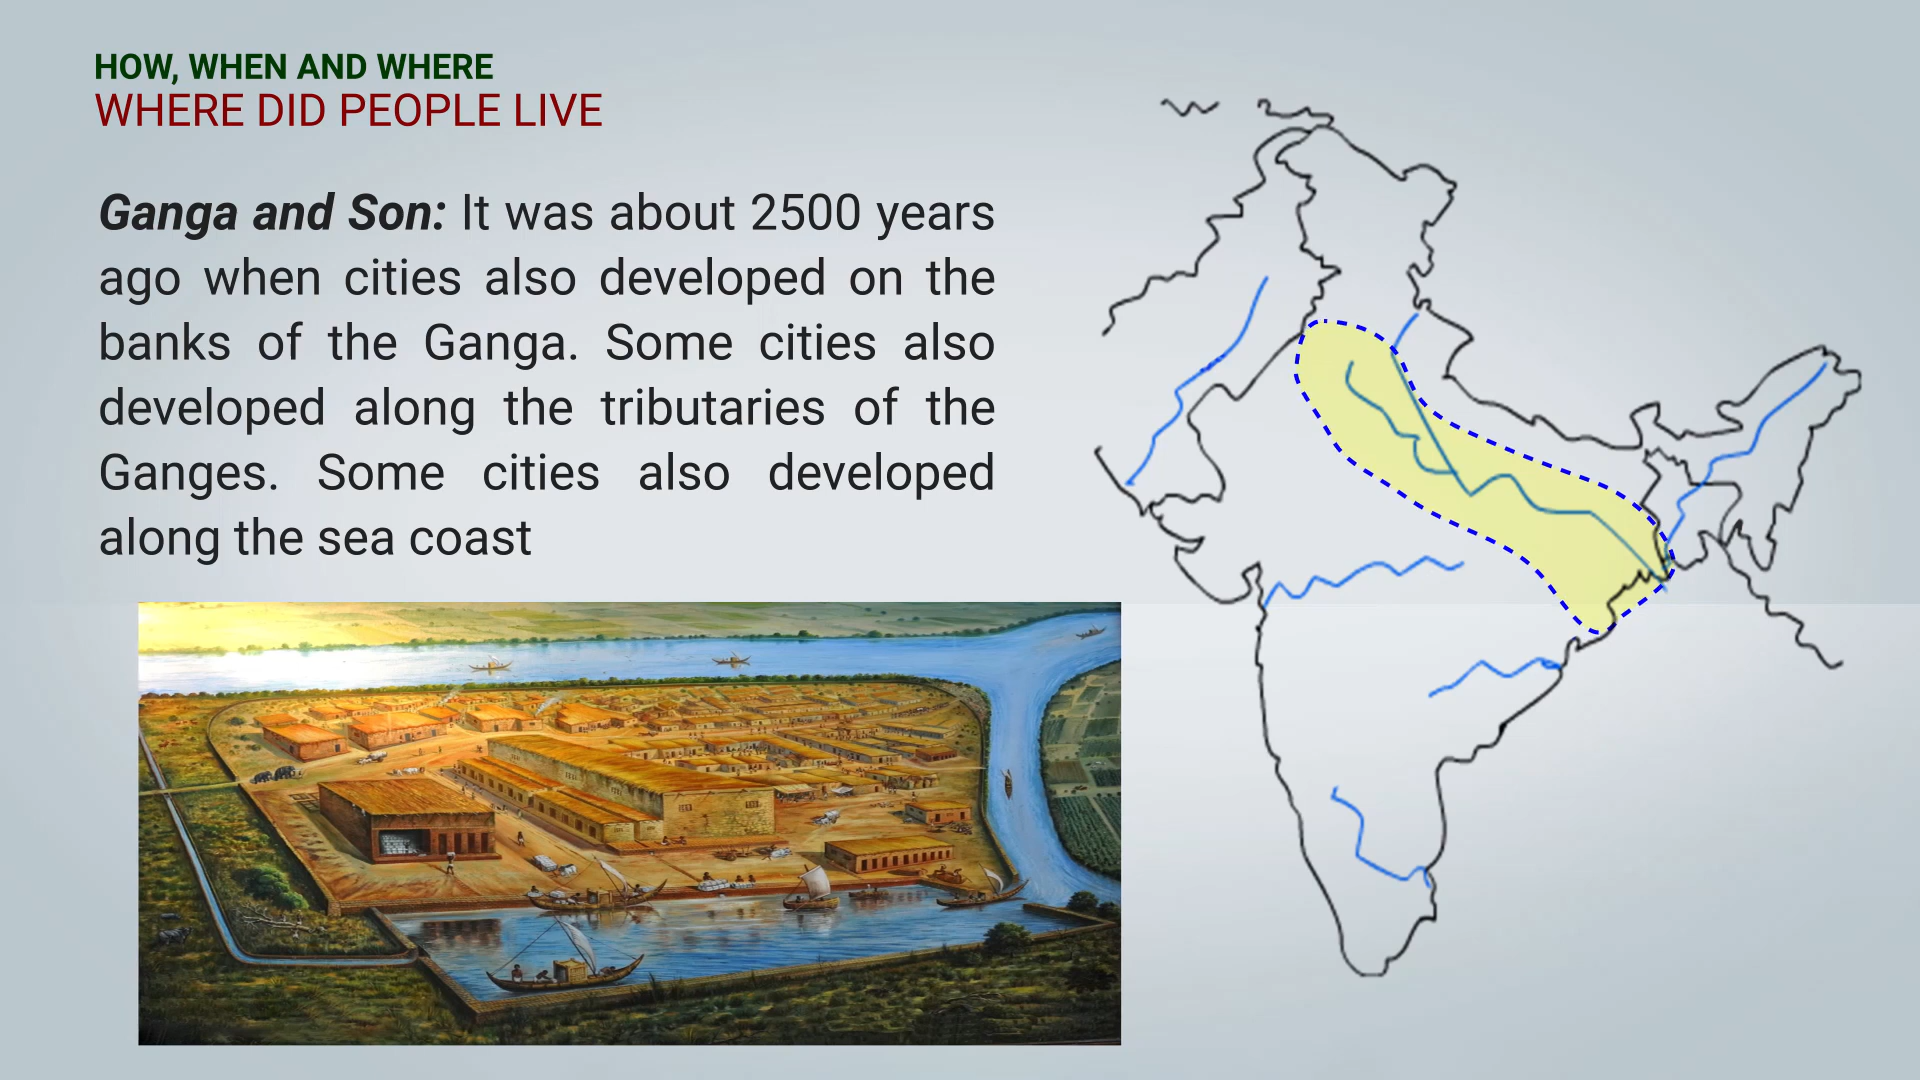 HOW, WHEN AND WHERE
WHERE DID PEOPLE LIVE
Ganga and Son: It was about 2500 years
ago when cities also developed on the
banks of the Ganga. Some cities also
developed along the tributaries of the
Ganges. Some cities also developed
along the sea coast